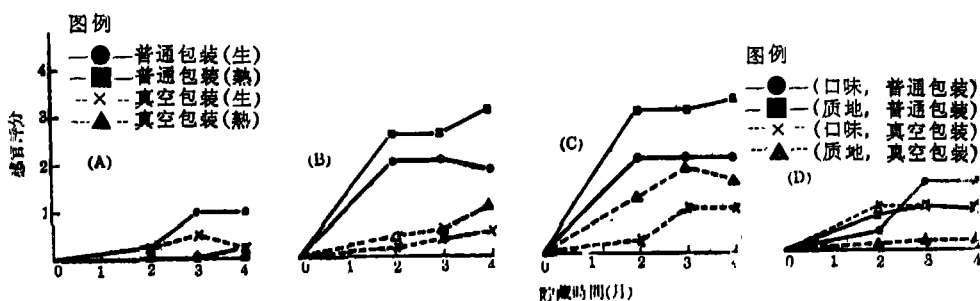 图例
普通包装(生)
普通包装(熟)
真空包装(生)
真空包装(熟)
感官评分
4
3
2
1
(A)
0 1 2 3 4
(B)
0 1 2 3 4
(C)
0 1 2 3 4
图例
(口味, 普通包装)
(质地, 普通包装)
(口味, 真空包装)
(质地, 真空包装)
(D)
0 1 2 3 4
贮藏時間(月)